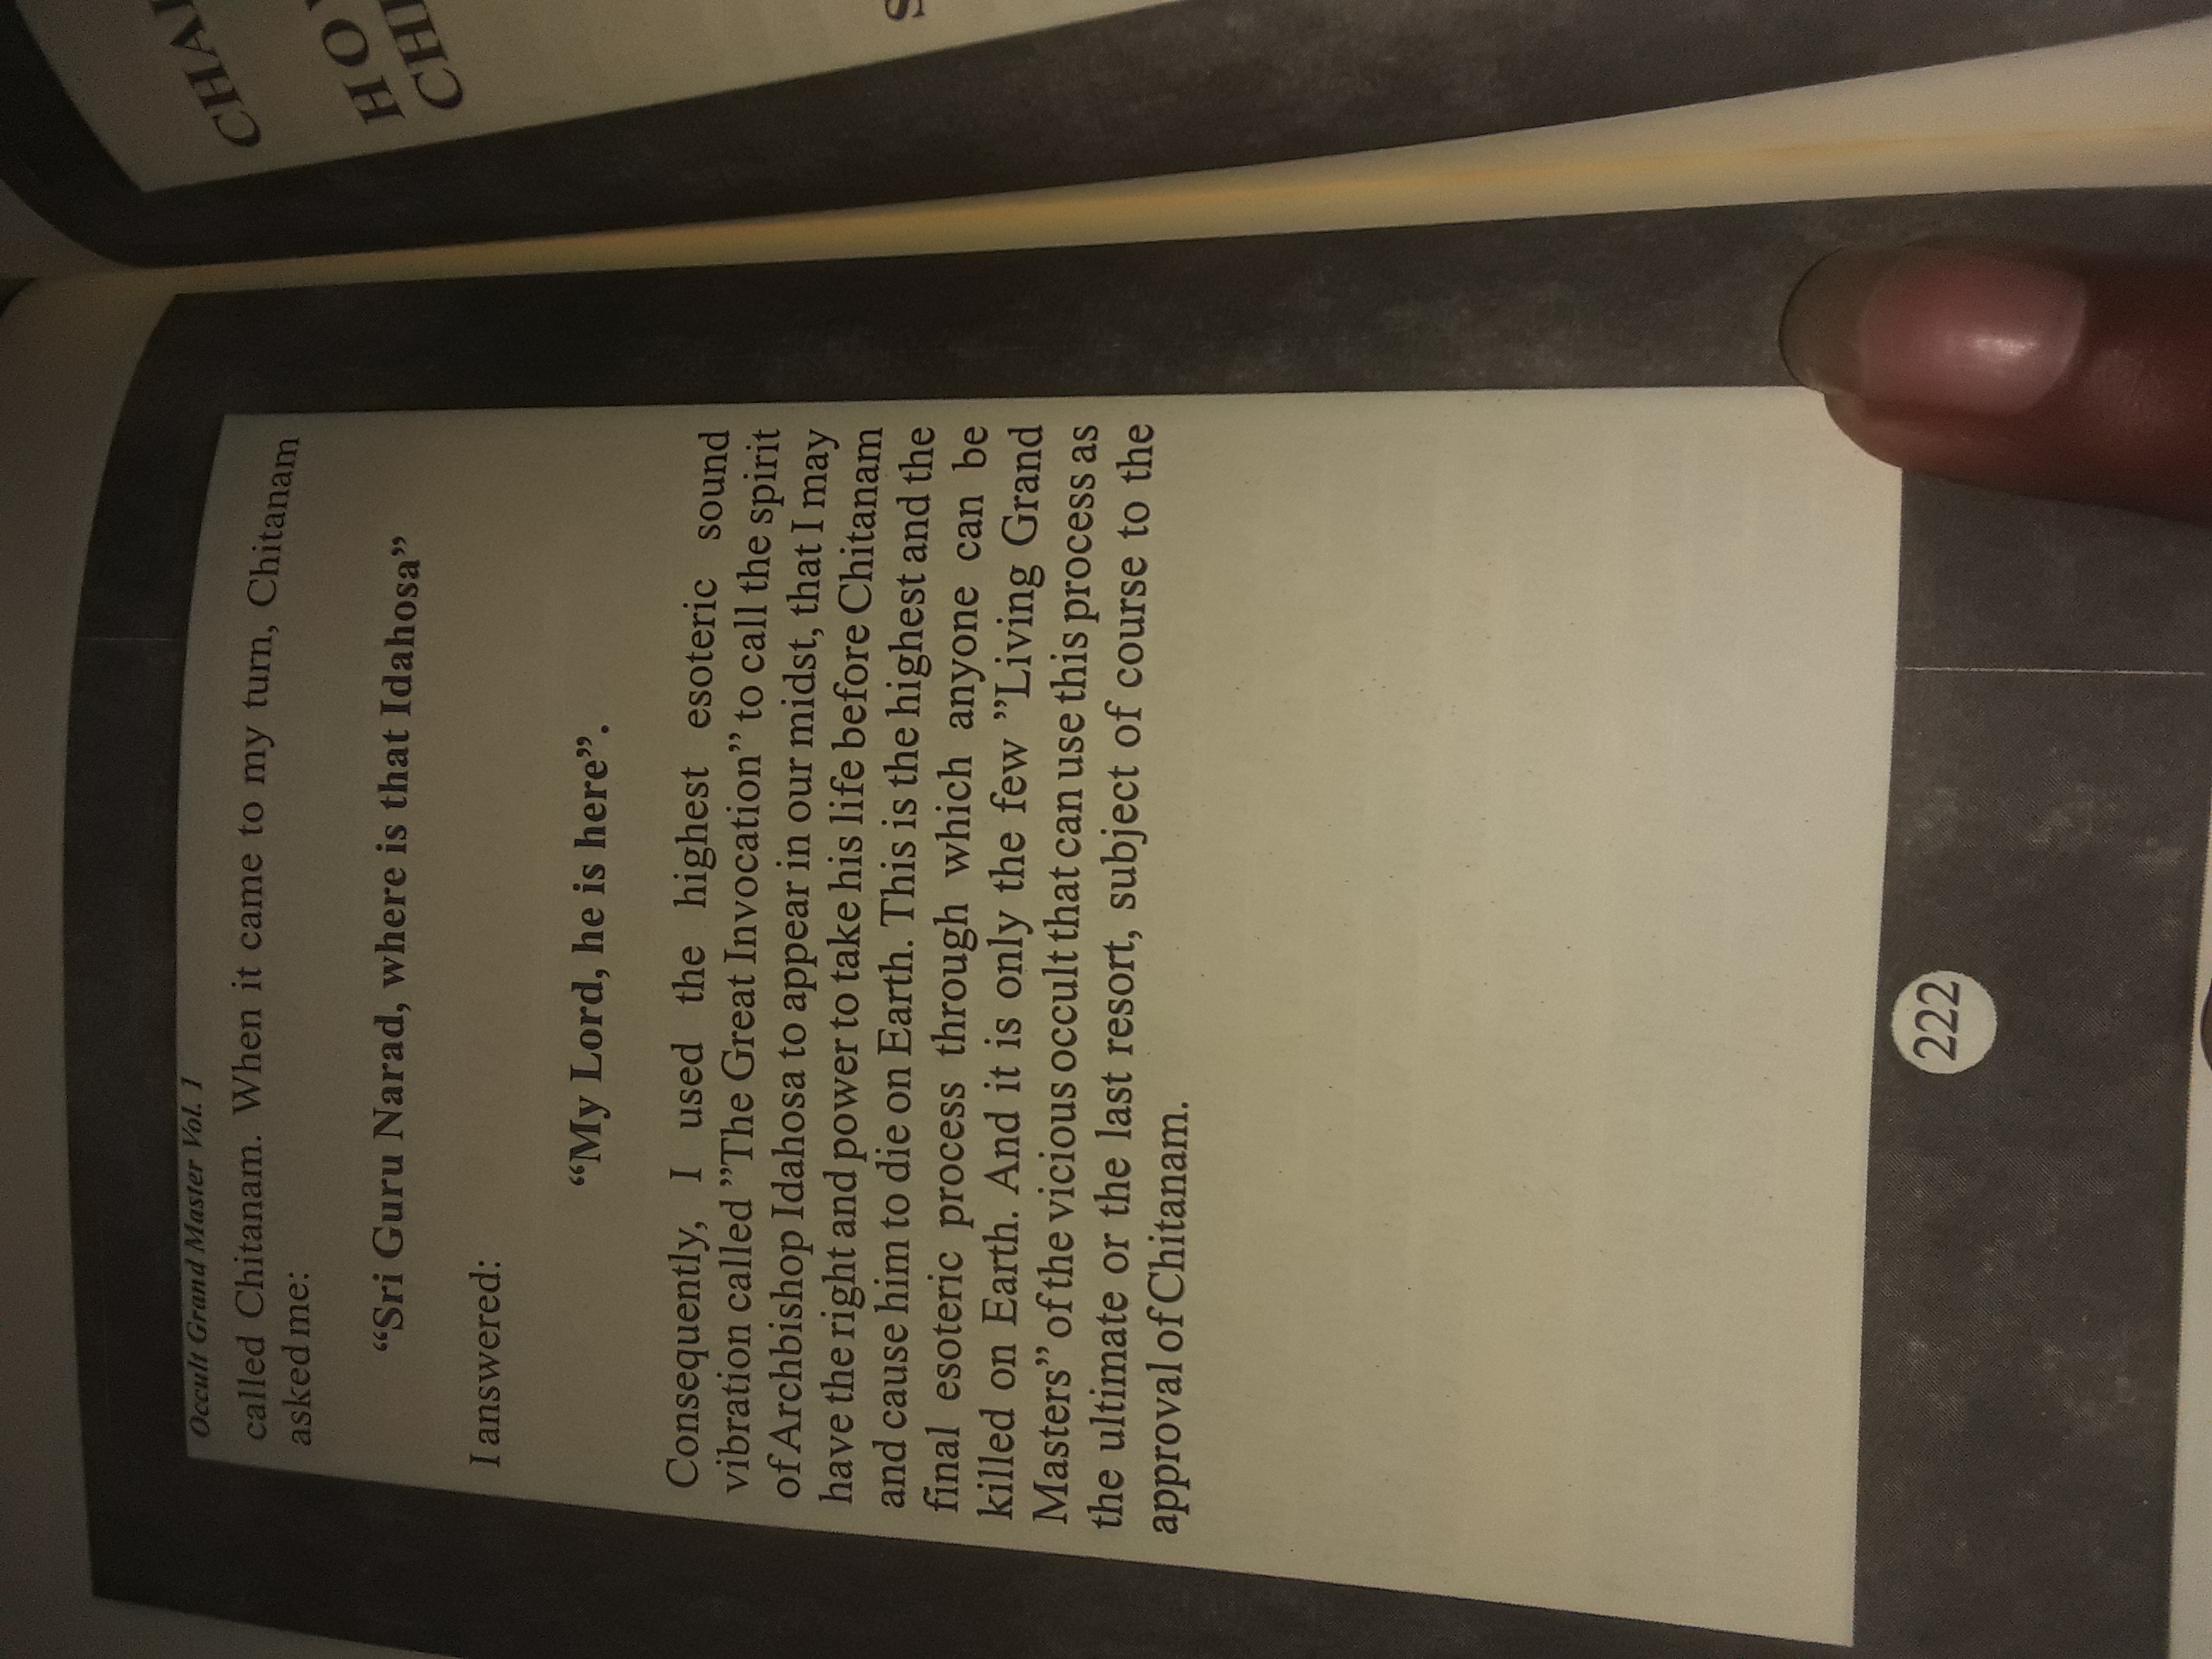 Occult Grand Master Vol. 1
called Chitanam. When it came to my turn, Chitanam
asked me:
“Sri Guru Narad, where is that Idahosa”
I answered:
“My Lord, he is here”.
Consequently, I used the highest esoteric sound
vibration called ”The Great Invocation” to call the spirit
of Archbishop Idahosa to appear in our midst, that I may
have the right and power to take his life before Chitanam
and cause him to die on Earth. This is the highest and the
final esoteric process through which anyone can be
killed on Earth. And it is only the few ”Living Grand
Masters” of the vicious occult that can use this process as
the ultimate or the last resort, subject of course to the
approval of Chitanam.
222